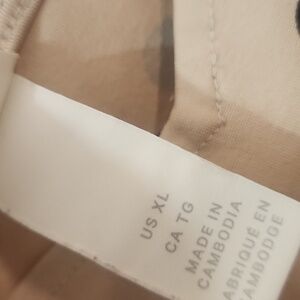 US XL
CA TG
MADE IN
CAMBODIA
FABRIQUÉ EN
CAMBODGE